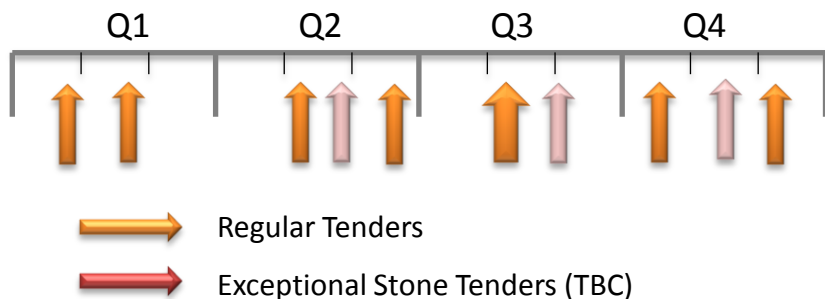 Q1 Q2 Q3 Q4
Regular Tenders
Exceptional Stone Tenders (TBC)